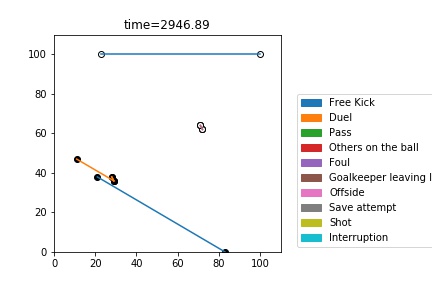 time=2946.89
100
80
60
40
20
0
0 20 40 60 80 100
Free Kick
Duel
Pass
Others on the ball
Foul
Goalkeeper leaving l
Offside
Save attempt
Shot
Interruption